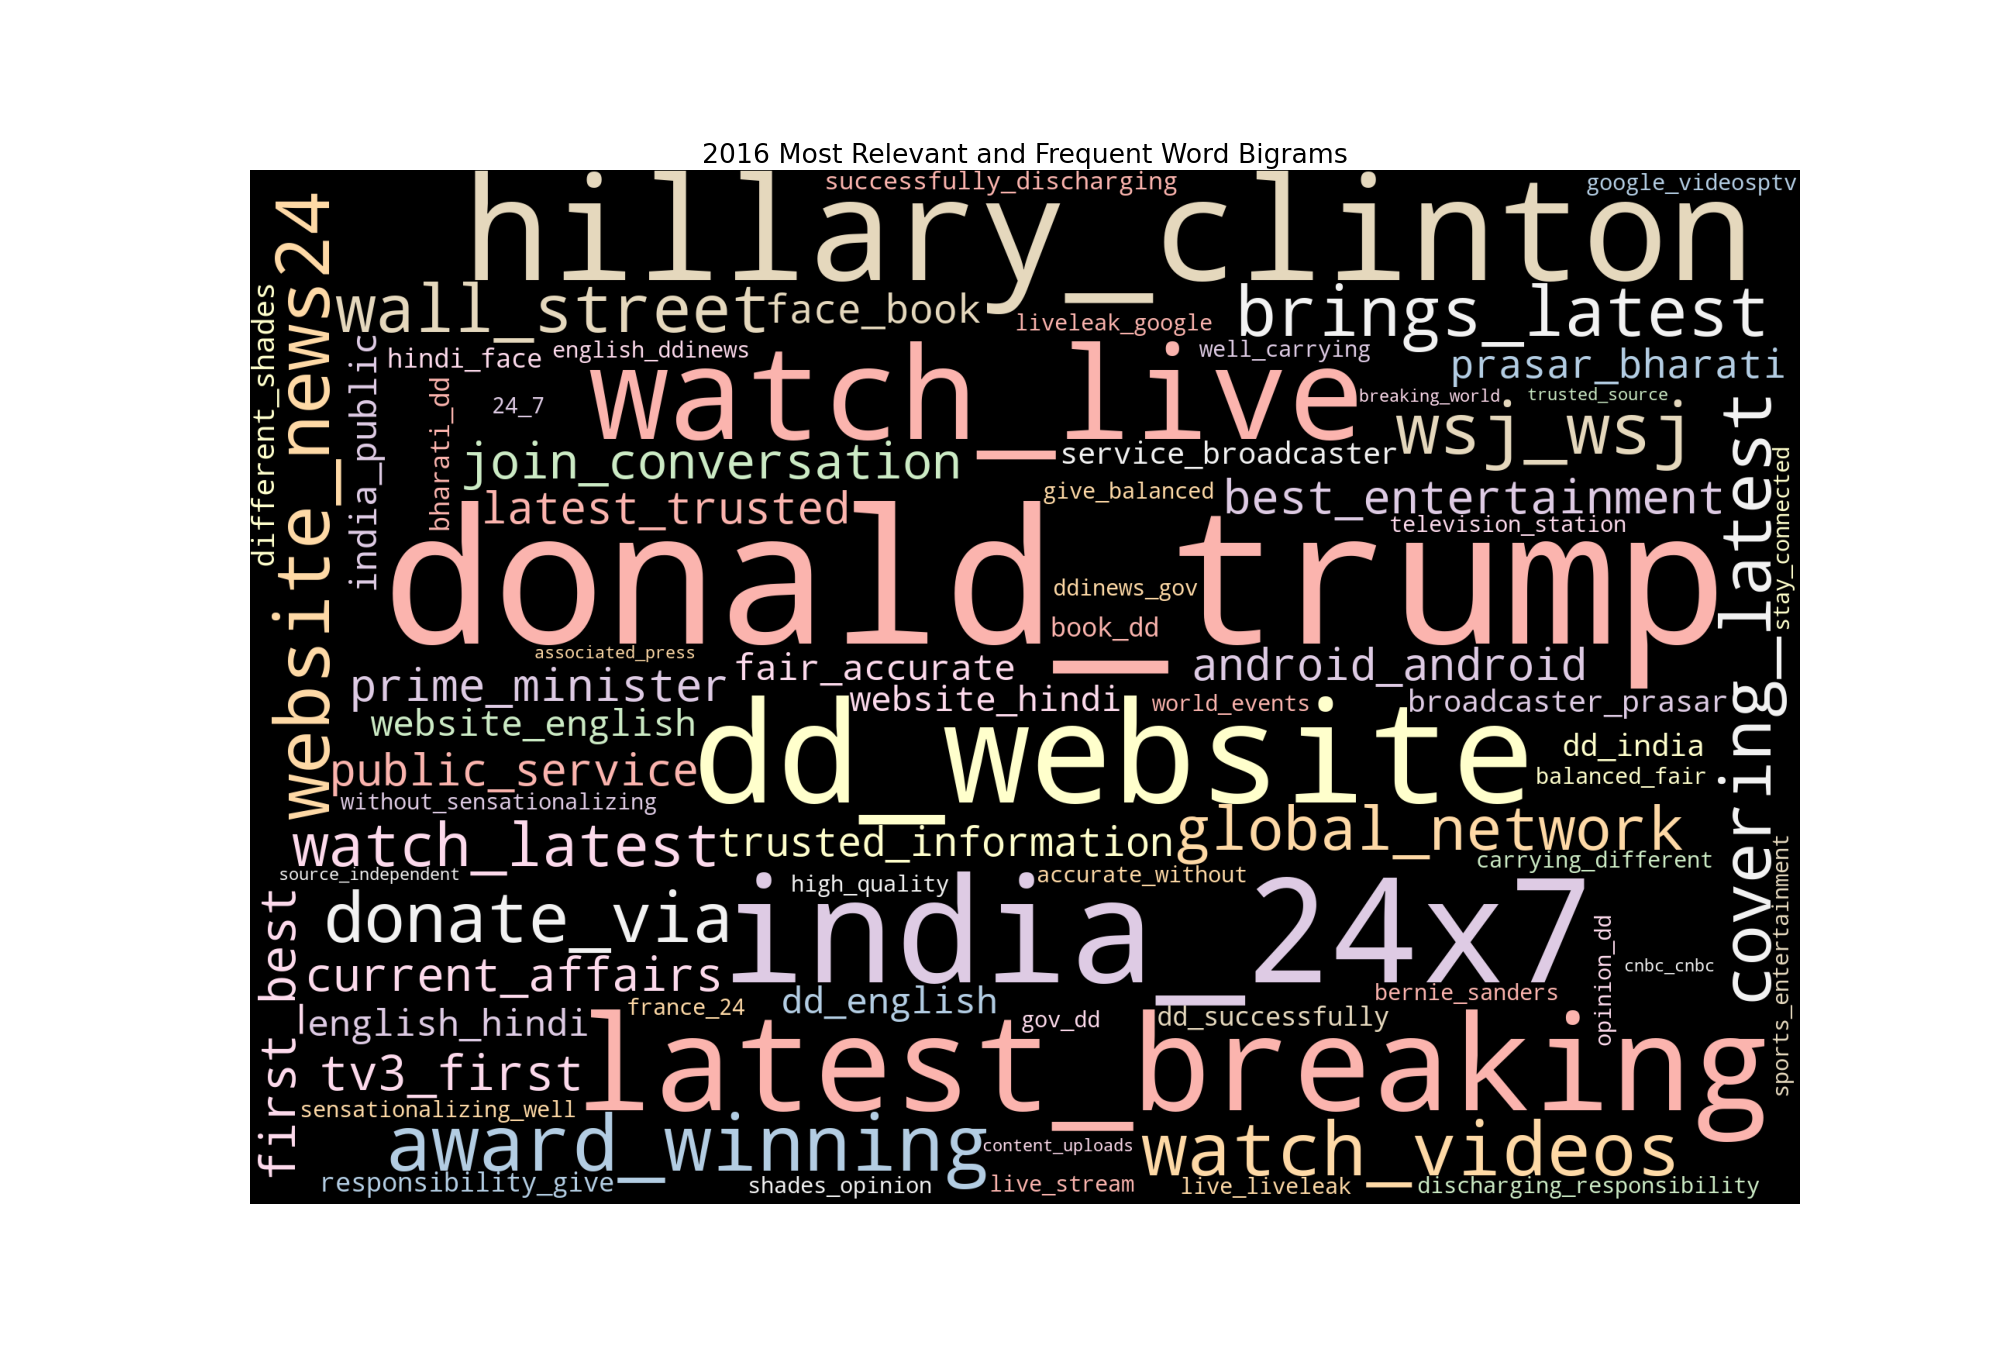 2016 Most Relevant and Frequent Word Bigrams
successfully_discharging
google_videosptv
hillary_clinton
website_news24
different_shades
wall_street
face_book
liveleak_google
brings_latest
india_public
hindi_face
english_ddinews
watch_live
well_carrying
prasar_bharati
bharati_dd
24_7
breaking_world
trusted_source
wsj_wsj
covering_latest
join_conversation
service_broadcaster
stay_connected
latest_trusted
give_balanced
best_entertainment
television_station
donald_trump
ddinews_gov
book_dd
associated_press
fair_accurate
android_android
prime_minister
website_hindi
world_events
broadcaster_prasar
website_english
dd_website
dd_india
public_service
balanced_fair
without_sensationalizing
watch_latest
trusted_information
global_network
carrying_different
source_independent
high_quality
accurate_without
sports_entertainment
first_best
donate_via
india_24x7
opinion_dd
cnbc_cnbc
current_affairs
dd_english
bernie_sanders
france_24
english_hindi
gov_dd
dd_successfully
latest_breaking
tv3_first
sensationalizing_well
award_winning
content_uploads
watch_videos
responsibility_give
shades_opinion
live_stream
live_liveleak
discharging_responsibility